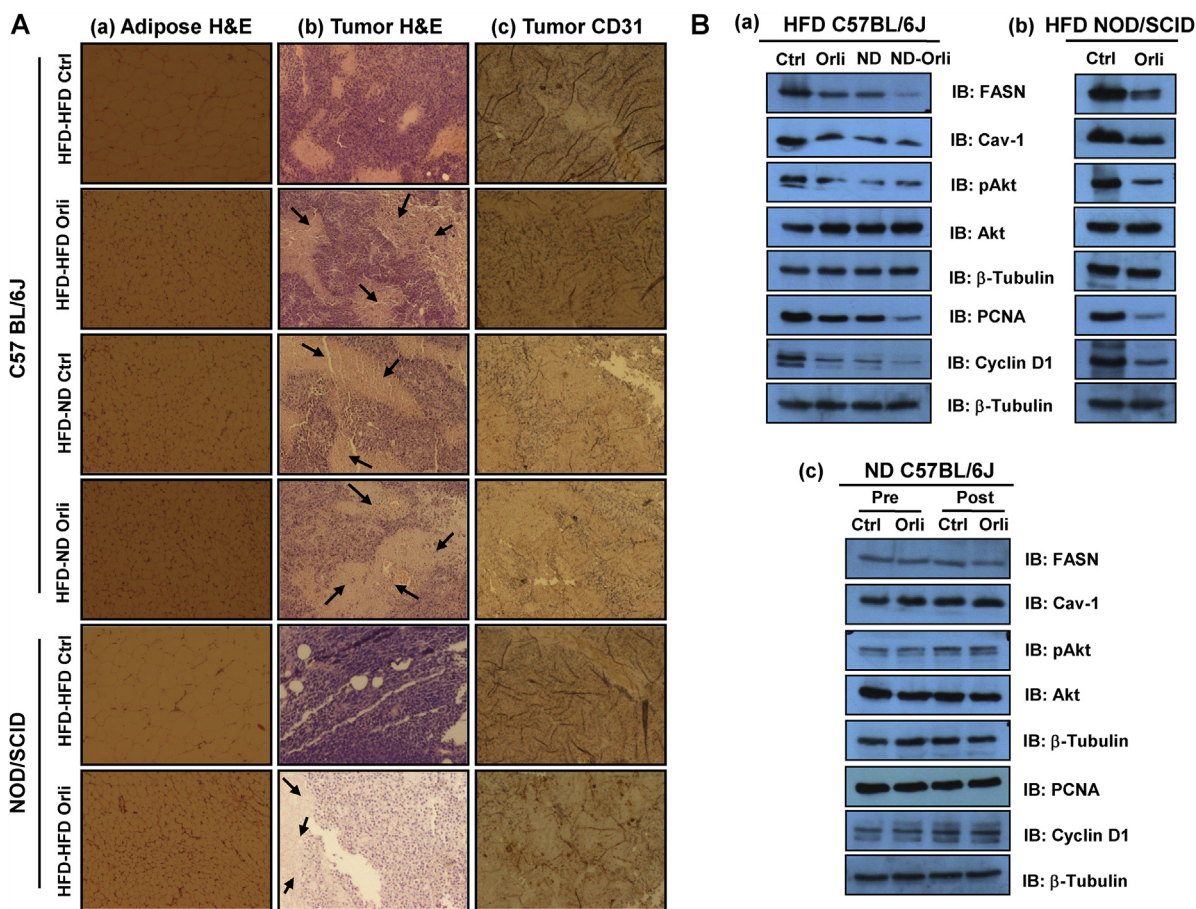 A
(a) Adipose H&E
(b) Tumor H&E
(c) Tumor CD31
C57 BL/6J
HFD-HFD Ctrl
HFD-HFD Orli
HFD-ND Ctrl
HFD-ND Orli
NOD/SCID
HFD-HFD Ctrl
HFD-HFD Orli
B
(a) HFD C57BL/6J
Ctrl Orli ND ND-Orli
(b) HFD NOD/SCID
Ctrl Orli
IB: FASN
IB: Cav-1
IB: pAkt
IB: Akt
IB: β-Tubulin
IB: PCNA
IB: Cyclin D1
IB: β-Tubulin
(c) ND C57BL/6J
Pre Post
Ctrl Orli Ctrl Orli
IB: FASN
IB: Cav-1
IB: pAkt
IB: Akt
IB: β-Tubulin
IB: PCNA
IB: Cyclin D1
IB: β-Tubulin